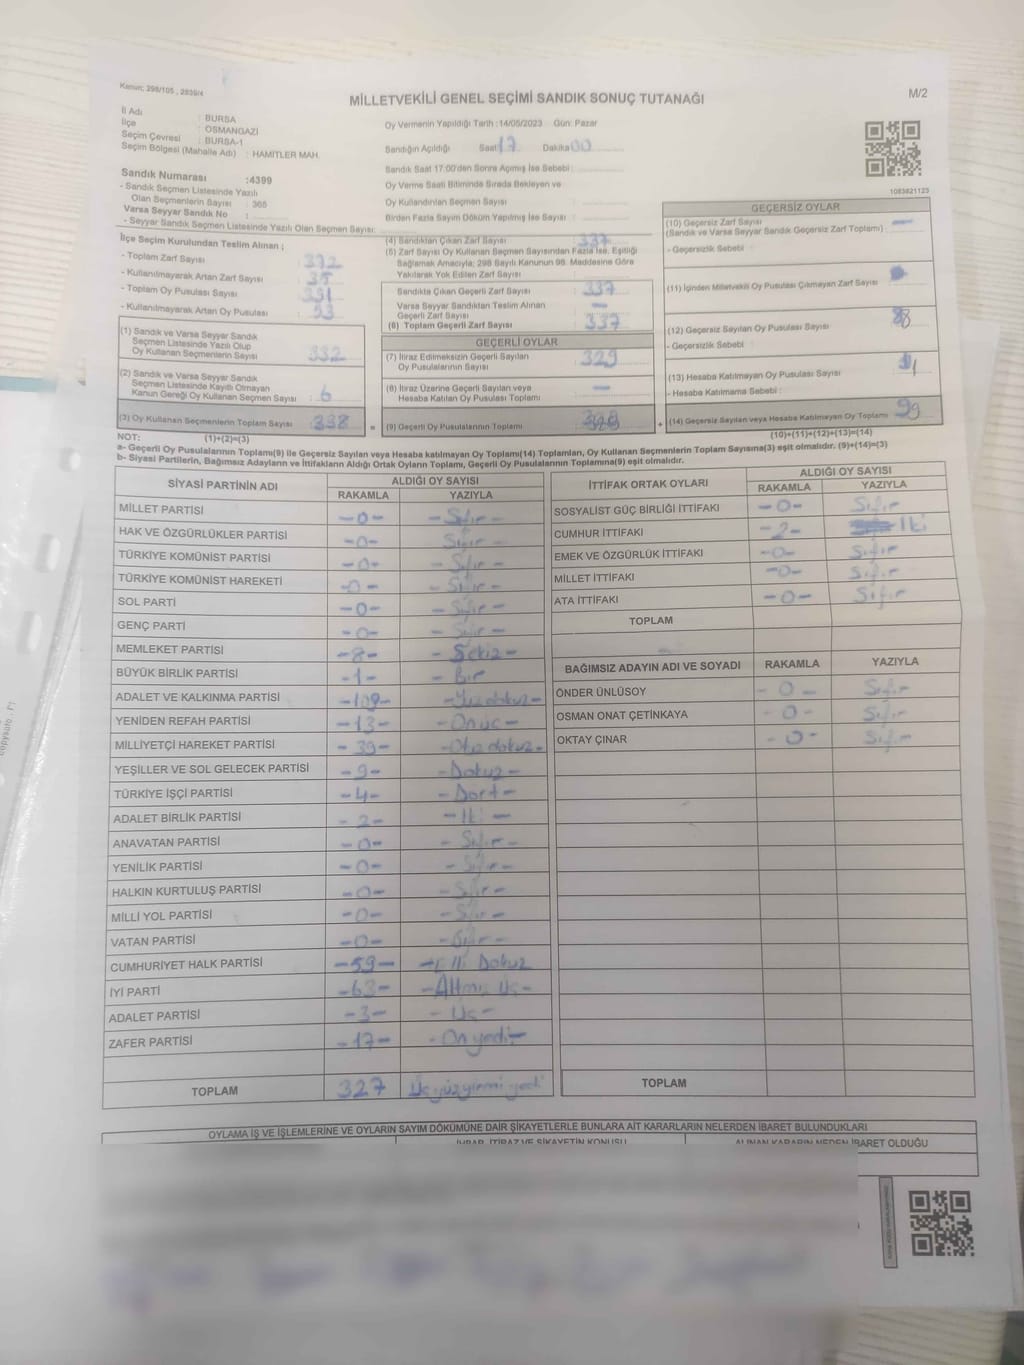 Kanun: 298/105 , 2839/4
MİLLETVEKİLİ GENEL SEÇİMİ SANDIK SONUÇ TUTANAĞI
M/2
İl Adı : BURSA
İlçe : OSMANGAZİ
Seçim Çevresi : BURSA-1
Seçim Bölgesi (Mahalle Adı) : HAMİTLER MAH.
Sandık Numarası :4399
- Sandık Seçmen Listesinde Yazılı
Olan Seçmenlerin Sayısı : 365
Varsa Seyyar Sandık No :
- Seyyar Sandık Seçmen Listesinde Yazılı Olan Seçmen Sayısı:
Oy Vermenin Yapıldığı Tarih :14/05/2023 Gün: Pazar
Sandığın Açıldığı Saat 17 Dakika 00
Sandık Saat 17:00'den Sonra Açımış İse Sebebi :
Oy Verme Saati Bitiminde Sırada Bekleyen ve
Oy Kullandırılan Seçmen Sayısı :
Birden Fazla Sayım Döküm Yapılmış İse Sayısı :
1083821123
İlçe Seçim Kurulundan Teslim Alınan ;
- Toplam Zarf Sayısı : 372
- Kullanılmayarak Artan Zarf Sayısı : 35
- Toplam Oy Pusulası Sayısı : 391
- Kullanılmayarak Artan Oy Pusulası : 53
(1) Sandık ve Varsa Seyyar Sandık
Seçmen Listesinde Yazılı Olup
Oy Kullanan Seçmenlerin Sayısı : 332
(2) Sandık ve Varsa Seyyar Sandık
Seçmen Listesinde Kayıtlı Olmayan
Kanun Gereği Oy Kullanan Seçmen Sayısı : 6
(3) Oy Kullanan Seçmenlerin Toplam Sayısı : 338
(4) Sandıktan Çıkan Zarf Sayısı : 337
(5) Zarf Sayısı Oy Kullanan Seçmen Sayısından Fazla İse, Eşitliği
Sağlamak Amacıyla; 298 Sayılı Kanunun 98. Maddesine Göre
Yakılarak Yok Edilen Zarf Sayısı :
Sandıkta Çıkan Geçerli Zarf Sayısı : 337
Varsa Seyyar Sandıktan Teslim Alınan
Geçerli Zarf Sayısı : —
(6) Toplam Geçerli Zarf Sayısı : 337
GEÇERLİ OYLAR
(7) İtiraz Edilmeksizin Geçerli Sayılan
Oy Pusulalarının Sayısı : 329
(8) İtiraz Üzerine Geçerli Sayılan veya
Hesaba Katılan Oy Pusulası Toplamı : —
(9) Geçerli Oy Pusulalarının Toplamı :
GEÇERSİZ OYLAR
(10) Geçersiz Zarf Sayısı
(Sandık ve Varsa Seyyar Sandık Geçersiz Zarf Toplamı) : —
- Geçersizlik Sebebi :
(11) İçinden Milletvekili Oy Pusulası Çıkmayan Zarf Sayısı :
(12) Geçersiz Sayılan Oy Pusulası Sayısı :
- Geçersizlik Sebebi :
(13) Hesaba Katılmayan Oy Pusulası Sayısı :
- Hesaba Katılmama Sebebi :
(14) Geçersiz Sayılan veya Hesaba Katılmayan Oy Toplamı :
NOT: (1)+(2)=(3) (10)+(11)+(12)+(13)=(14)
a- Geçerli Oy Pusulalarının Toplamı(9) ile Geçersiz Sayılan veya Hesaba katılmayan Oy Toplamı(14) Toplamları, Oy Kullanan Seçmenlerin Toplam Sayısına(3) eşit olmalıdır. (9)+(14)=(3)
b- Siyasi Partilerin, Bağımsız Adayların ve İttifakların Aldığı Ortak Oyların Toplamı, Geçerli Oy Pusulalarının Toplamına(9) eşit olmalıdır.
SİYASİ PARTİNİN ADI ALDIĞI OY SAYISI
RAKAMLA YAZIYLA
MİLLET PARTİSİ -0- -Sıfır-
HAK VE ÖZGÜRLÜKLER PARTİSİ -0- Sıfır-
TÜRKİYE KOMÜNİST PARTİSİ -0- -Sıfır-
TÜRKİYE KOMÜNİST HAREKETİ -0- -Sıfır-
SOL PARTİ -0- -Sıfır-
GENÇ PARTİ -0- -Sıfır-
MEMLEKET PARTİSİ -8- -Sekiz-
BÜYÜK BİRLİK PARTİSİ -1- -Bir
ADALET VE KALKINMA PARTİSİ -109- -Yüzdokuz-
YENİDEN REFAH PARTİSİ -13- -Onüç-
MİLLİYETÇİ HAREKET PARTİSİ -39- -Otuzdokuz-
YEŞİLLER VE SOL GELECEK PARTİSİ -9- -Dokuz-
TÜRKİYE İŞÇİ PARTİSİ -4- -Dört-
ADALET BİRLİK PARTİSİ -2- -İki-
ANAVATAN PARTİSİ -0- -Sıfır-
YENİLİK PARTİSİ -0- -Sıfır-
HALKIN KURTULUŞ PARTİSİ -0- -Sıfır-
MİLLİ YOL PARTİSİ -0- -Sıfır-
VATAN PARTİSİ -0- -Sıfır-
CUMHURİYET HALK PARTİSİ -59- -Elli Dokuz
İYİ PARTİ -63- -Altmış Üç-
ADALET PARTİSİ -3- -Üç-
ZAFER PARTİSİ -17- -Onyedi-
TOPLAM 327 Üçyüzyirmi yedi
İTTİFAK ORTAK OYLARI ALDIĞI OY SAYISI
RAKAMLA YAZIYLA
SOSYALİST GÜÇ BİRLİĞİ İTTİFAKI -0- Sıfır
CUMHUR İTTİFAKI -2- İki
EMEK VE ÖZGÜRLÜK İTTİFAKI -0- Sıfır
MİLLET İTTİFAKI -0- Sıfır
ATA İTTİFAKI -0- Sıfır
TOPLAM
BAĞIMSIZ ADAYIN ADI VE SOYADI RAKAMLA YAZIYLA
ÖNDER ÜNLÜSOY -0- Sıfır
OSMAN ONAT ÇETİNKAYA -0- Sıfır
OKTAY ÇINAR -0- Sıfır
TOPLAM
OYLAMA İŞ VE İŞLEMLERİNE VE OYLARIN SAYIM DÖKÜMÜNE DAİR ŞİKAYETLERLE BUNLARA AİT KARARLARIN NELERDEN İBARET BULUNDUKLARI
İHBAR, İTİRAZ VE ŞİKAYETİN KONUSU ALINAN KARARIN NEDEN İBARET OLDUĞU